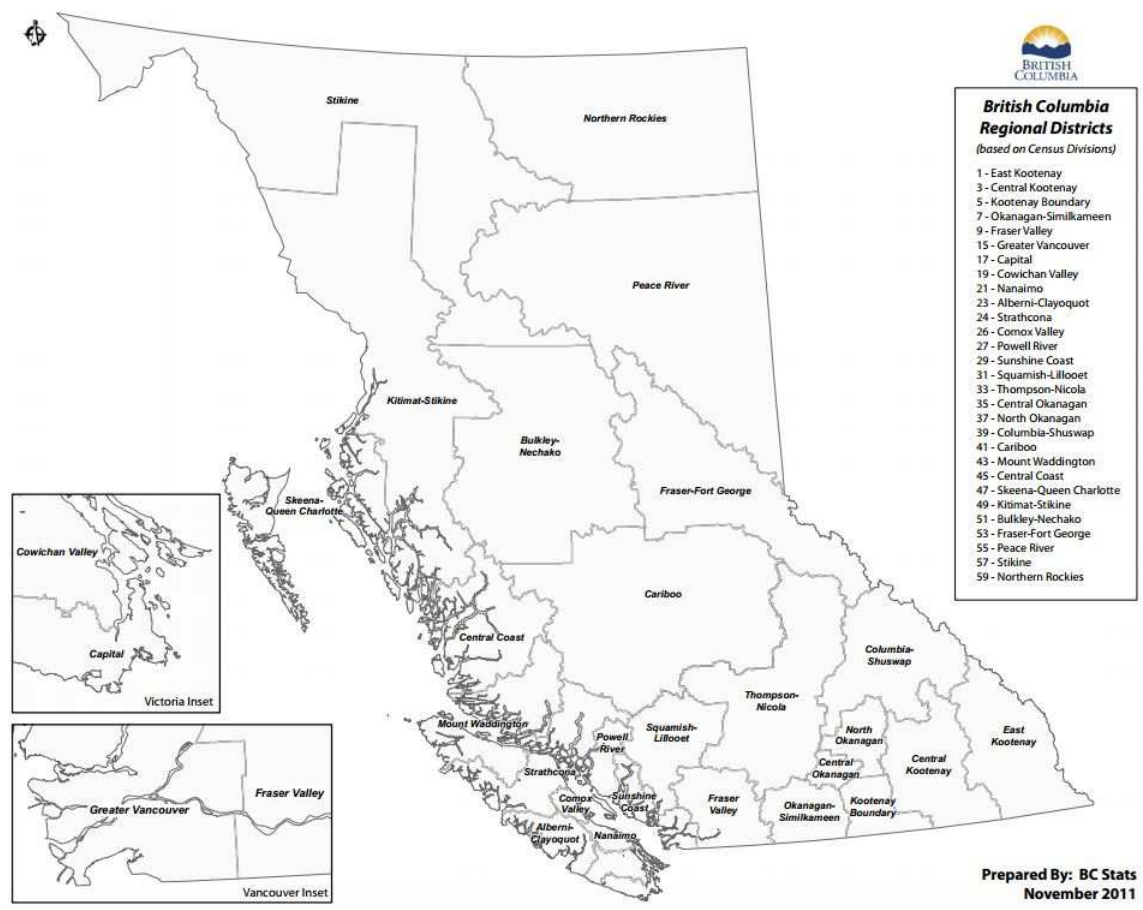 BRITISH
COLUMBIA
British Columbia
Regional Districts
(based on Census Divisions)
1 - East Kootenay
3 - Central Kootenay
5 - Kootenay Boundary
7 - Okanagan-Similkameen
9 - Fraser Valley
15 - Greater Vancouver
17 - Capital
19 - Cowichan Valley
21 - Nanaimo
23 - Alberni-Clayoquot
24 - Strathcona
26 - Comox Valley
27 - Powell River
29 - Sunshine Coast
31 - Squamish-Lillooet
33 - Thompson-Nicola
35 - Central Okanagan
37 - North Okanagan
39 - Columbia-Shuswap
41 - Cariboo
43 - Mount Waddington
45 - Central Coast
47 - Skeena-Queen Charlotte
49 - Kitimat-Stikine
51 - Bulkley-Nechako
53 - Fraser-Fort George
55 - Peace River
57 - Stikine
59 - Northern Rockies
Stikine
Northern Rockies
Peace River
Kitimat-Stikine
Bulkley-
Nechako
Fraser-Fort George
Skeena-
Queen Charlotte
Cariboo
Central Coast
Columbia-
Shuswap
Thompson-
Nicola
Mount Waddington
Powell
River
Squamish-
Lillooet
North
Okanagan
East
Kootenay
Central
Kootenay
Central
Okanagan
Strathcona
Comox
Valley
Sunshine
Coast
Fraser
Valley
Okanagan-
Similkameen
Kootenay
Boundary
Alberni-
Clayoquot
Nanaimo
Cowichan Valley
Capital
Victoria Inset
Greater Vancouver
Fraser Valley
Vancouver Inset
Prepared By: BC Stats
November 2011